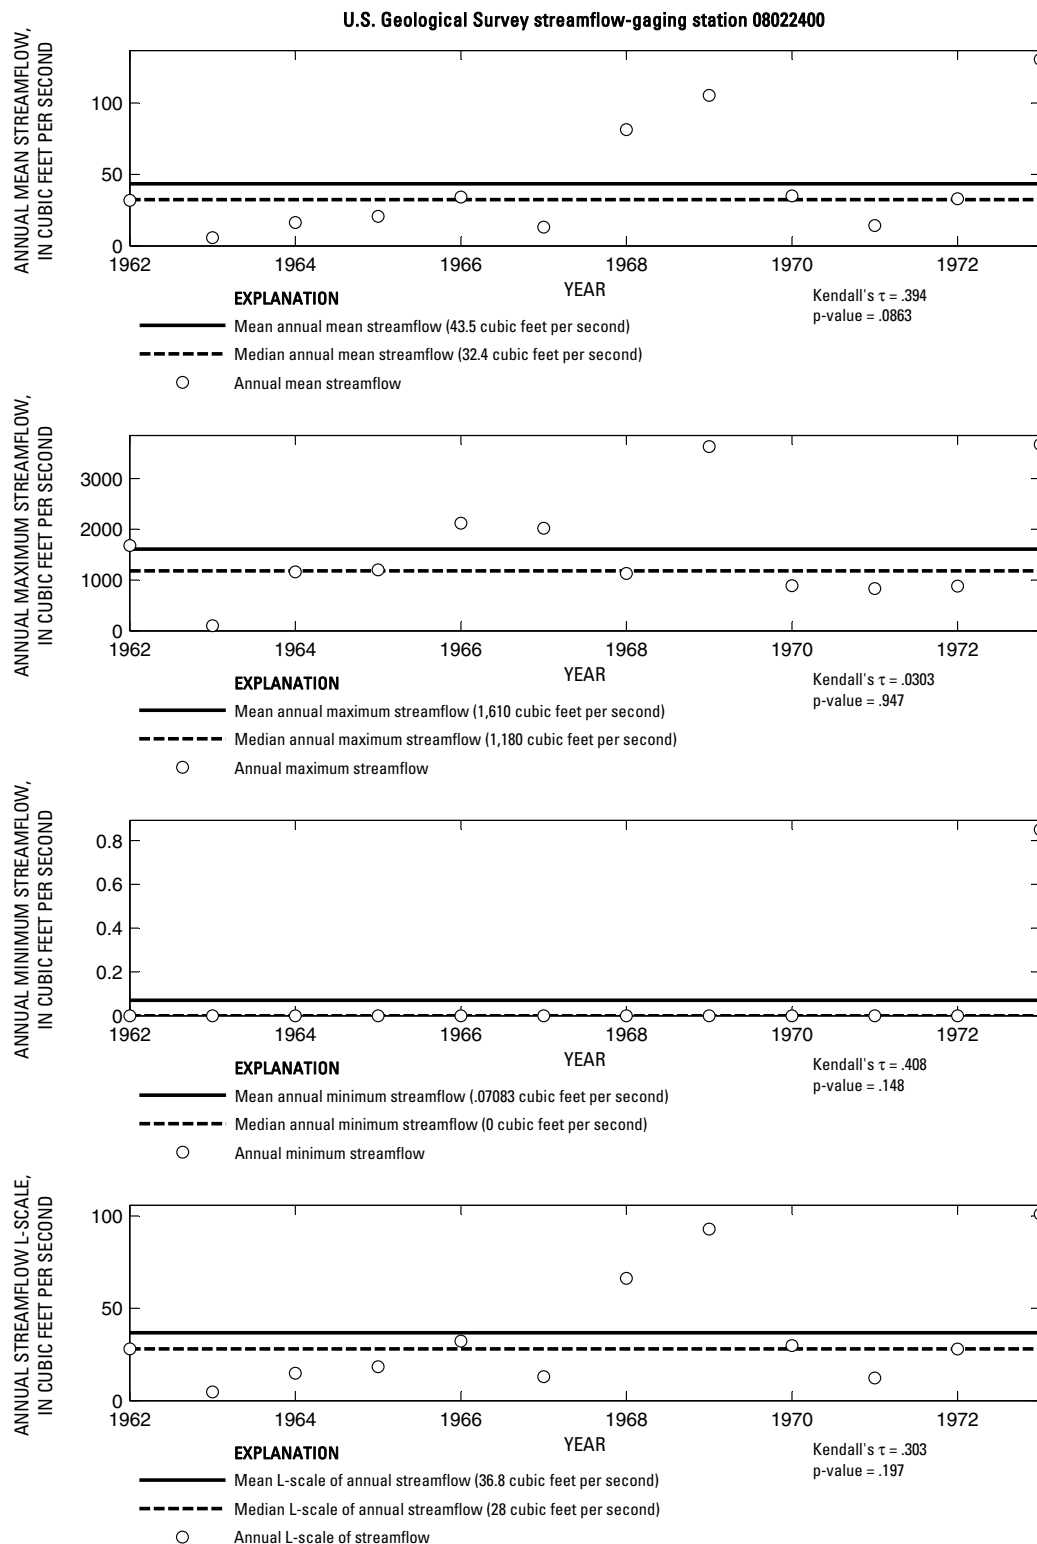 U.S. Geological Survey streamflow-gaging station 08022400
ANNUAL MEAN STREAMFLOW,
IN CUBIC FEET PER SECOND
100
50
0
1962 1964 1966 1968 1970 1972
YEAR
Kendall's τ = .394
p-value = .0863
EXPLANATION
Mean annual mean streamflow (43.5 cubic feet per second)
Median annual mean streamflow (32.4 cubic feet per second)
Annual mean streamflow
ANNUAL MAXIMUM STREAMFLOW,
IN CUBIC FEET PER SECOND
3000
2000
1000
0
1962 1964 1966 1968 1970 1972
YEAR
Kendall's τ = .0303
p-value = .947
EXPLANATION
Mean annual maximum streamflow (1,610 cubic feet per second)
Median annual maximum streamflow (1,180 cubic feet per second)
Annual maximum streamflow
ANNUAL MINIMUM STREAMFLOW,
IN CUBIC FEET PER SECOND
0.8
0.6
0.4
0.2
0
1962 1964 1966 1968 1970 1972
YEAR
Kendall's τ = .408
p-value = .148
EXPLANATION
Mean annual minimum streamflow (.07083 cubic feet per second)
Median annual minimum streamflow (0 cubic feet per second)
Annual minimum streamflow
ANNUAL STREAMFLOW L-SCALE,
IN CUBIC FEET PER SECOND
100
50
0
1962 1964 1966 1968 1970 1972
YEAR
Kendall's τ = .303
p-value = .197
EXPLANATION
Mean L-scale of annual streamflow (36.8 cubic feet per second)
Median L-scale of annual streamflow (28 cubic feet per second)
Annual L-scale of streamflow